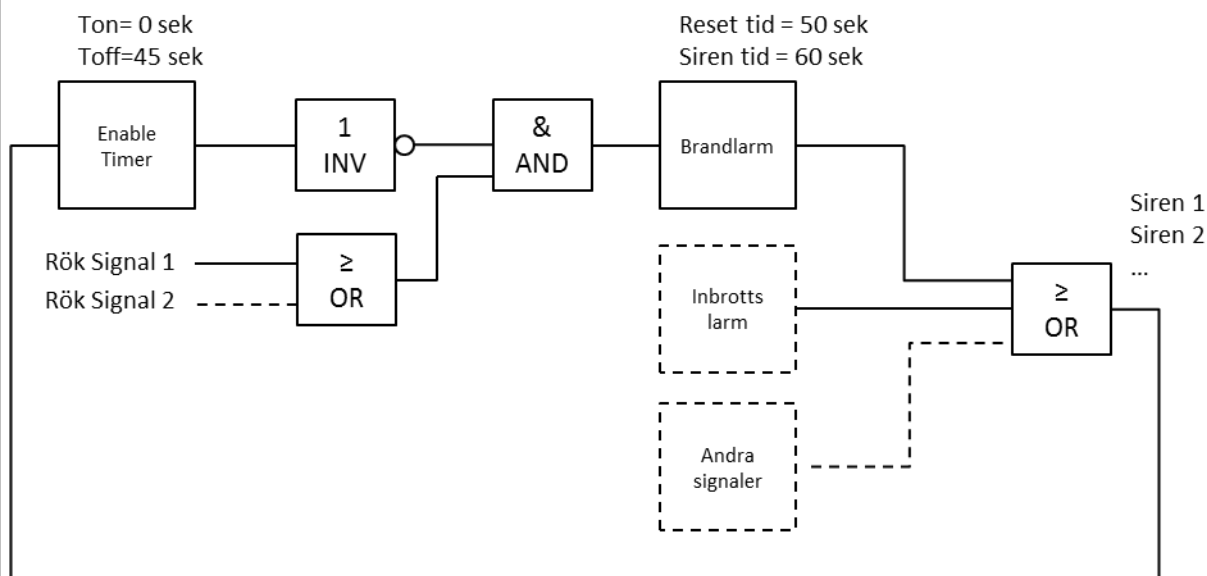 Ton= 0 sek
Toff=45 sek
Reset tid = 50 sek
Siren tid = 60 sek
Enable
Timer
1
INV
&
AND
Brandlarm
Siren 1
Siren 2
...
Rök Signal 1
Rök Signal 2
≥
OR
Inbrotts
larm
≥
OR
Andra
signaler